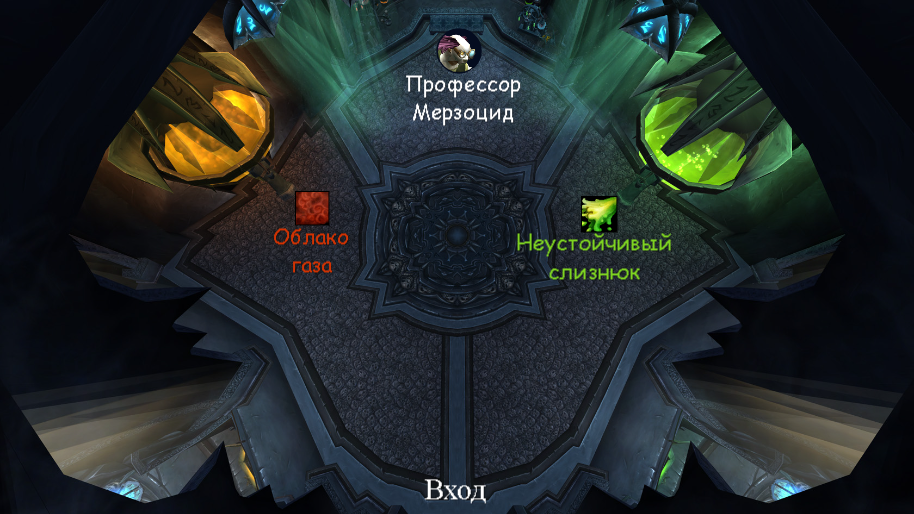 Профессор
Мерзоцид
Облако
газа
Неустойчивый
слизнюк
Вход